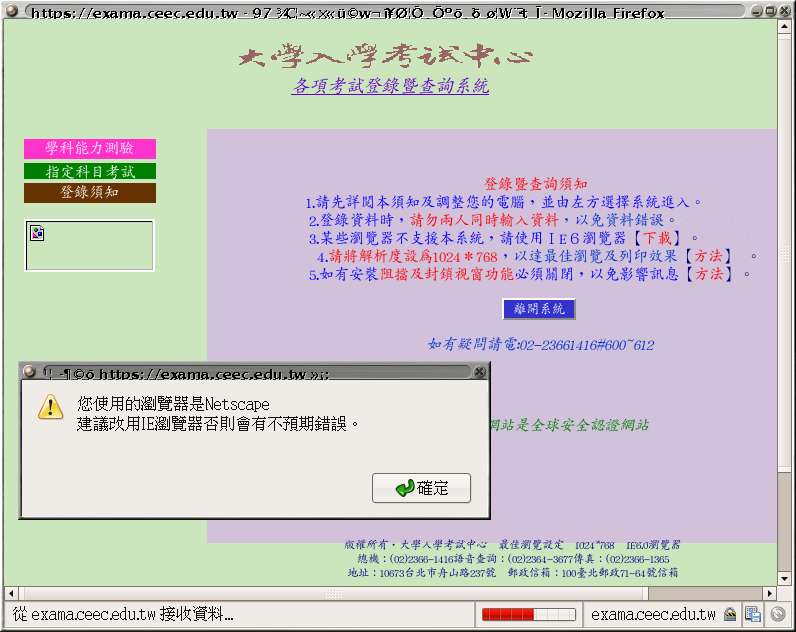 大學入學考試中心
各項考試登錄暨查詢系統
學科能力測驗
指定科目考試
登錄須知
登錄暨查詢須知
1.請先詳閱本須知及調整您的電腦，並由左方選擇系統進入。
2.登錄資料時，請勿兩人同時輸入資料，以免資料錯誤。
3.某些瀏覽器不支援本系統，請使用IE6瀏覽器【下載】。
4.請將解析度設為1024＊768，以達最佳瀏覽及列印效果【方法】 。
5.如有安裝阻擋及封鎖視窗功能必須關閉，以免影響訊息【方法】。
離開系統
如有疑問請電:02-23661416#600~612
https://exama.ceec.edu.tw
您使用的瀏覽器是Netscape
建議改用IE瀏覽器否則會有不預期錯誤。
確定
網站是全球安全認證網站
版權所有‧大學入學考試中心 最佳瀏覽設定 1024*768 IE6.0瀏覽器
總機：(02)2366-1416語音查詢：(02)2364-3677傳真：(02)2366-1365
地址：10673台北市舟山路237號 郵政信箱：100臺北郵政71-64號信箱
從 exama.ceec.edu.tw 接收資料...
exama.ceec.edu.tw